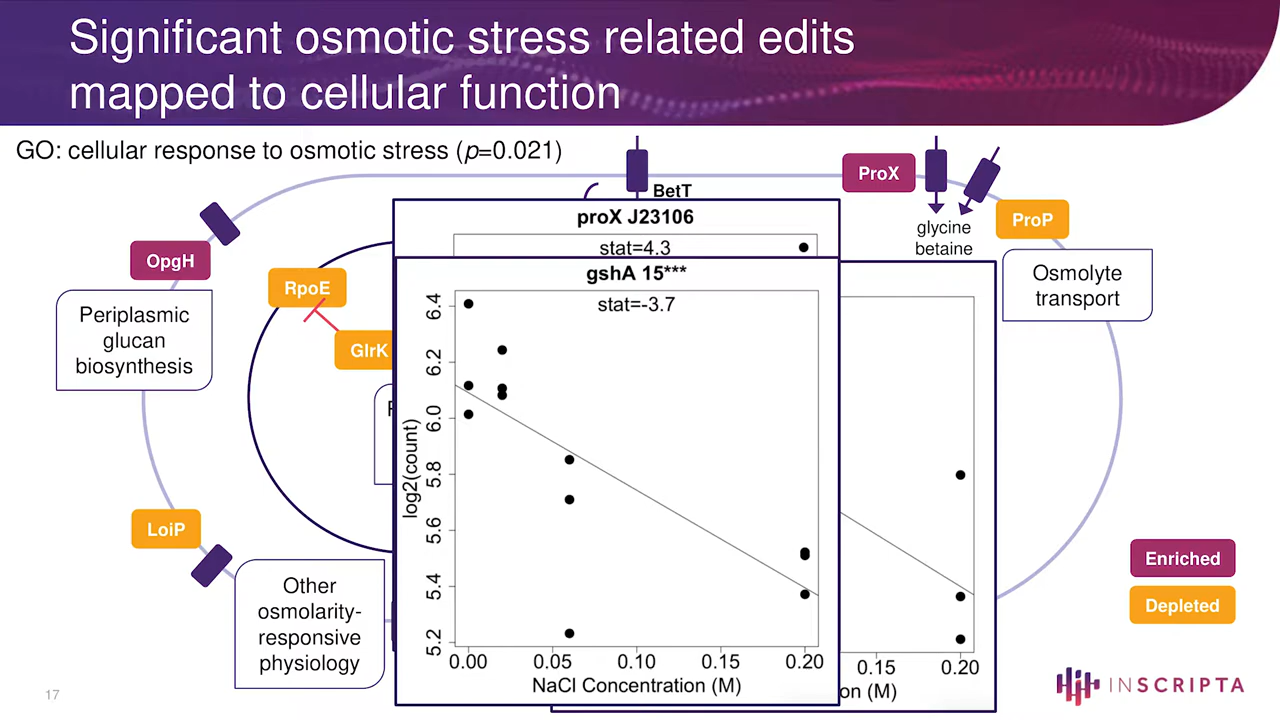 Significant osmotic stress related edits
mapped to cellular function
GO: cellular response to osmotic stress (p=0.021)
BetT
ProX
ProP
glycine
betaine
Osmolyte
transport
OpgH
Periplasmic
glucan
biosynthesis
RpoE
GlrK
LoiP
Other
osmolarity-
responsive
physiology
proX J23106
stat=4.3
gshA 15***
stat=-3.7
log2(count)
6.4
6.2
6.0
5.8
5.6
5.4
5.2
0.00 0.05 0.10 0.15 0.20
NaCl Concentration (M)
0.15 0.20
on (M)
Enriched
Depleted
17
INSCRIPTA